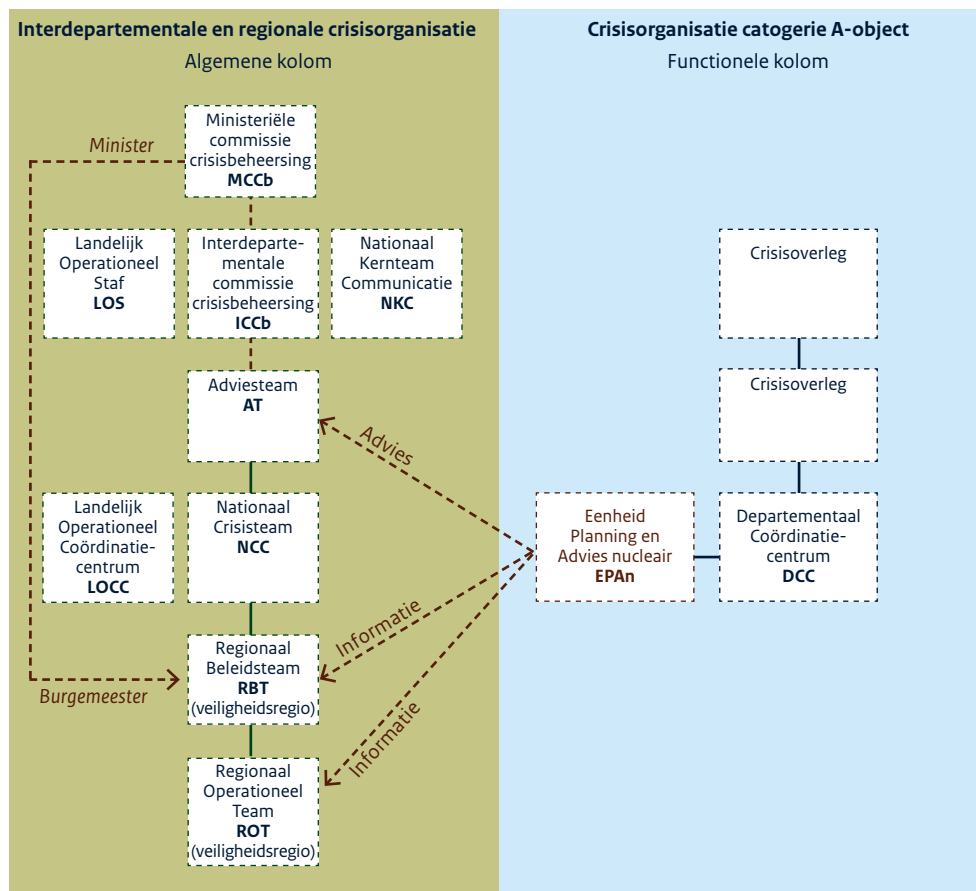 Interdepartementale en regionale crisisorganisatie
Algemene kolom
Ministeriële
commissie
crisisbeheersing
MCCb
Minister
Landelijk
Operationeel
Staf
LOS
Interdeparte-
mentale
commissie
crisisbeheersing
ICCb
Nationaal
Kernteam
Communicatie
NKC
Adviesteam
AT
Landelijk
Operationeel
Coördinatie-
centrum
LOCC
Nationaal
Crisisteam
NCC
Regionaal
Beleidsteam
RBT
(veiligheidsregio)
Burgemeester
Regionaal
Operationeel
Team
ROT
(veiligheidsregio)
Advies
Informatie
Informatie
Crisisorganisatie catogerie A-object
Functionele kolom
Crisisoverleg
Crisisoverleg
Eenheid
Planning en
Advies nucleair
EPAn
Departementaal
Coördinatie-
centrum
DCC